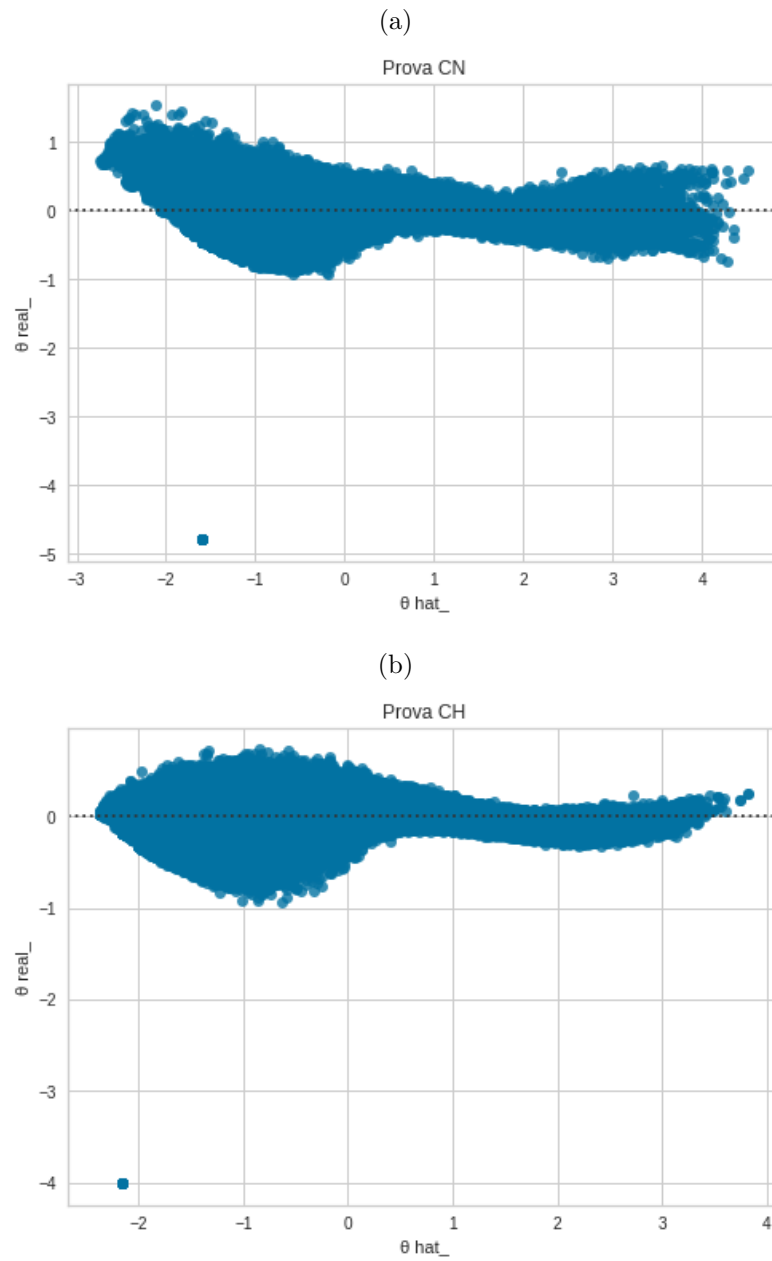 (a)
Prova CN
1
0
−1
−2
−3
−4
−5
θ real_
−3 −2 −1 0 1 2 3 4
θ hat_
(b)
Prova CH
0
−1
−2
−3
−4
θ real_
−2 −1 0 1 2 3 4
θ hat_